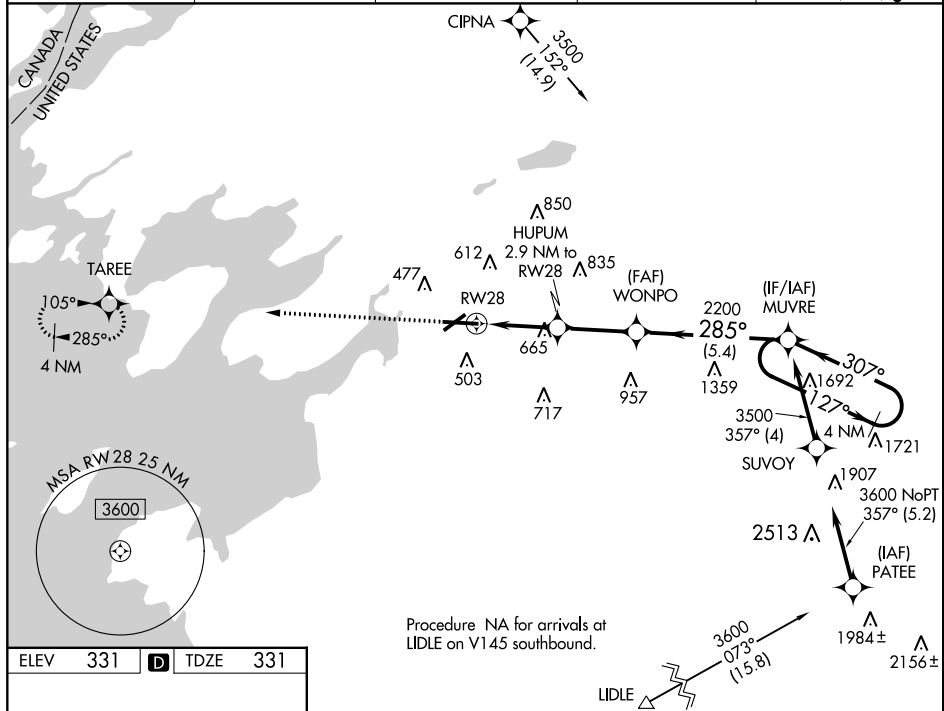 CIPNA
3500
152°
(14.9)
CANADA
UNITED STATES
850
HUPUM
2.9 NM to
RW28
612
835
477
TAREE
RW28
(FAF)
WONPO
(IF/IAF)
MUVRE
2200
285°
(5.4)
105°
285°
4 NM
665
503
717
957
1359
307°
1692
127°
3500
357° (4)
4 NM
1721
SUVOY
1907
3600 NoPT
357° (5.2)
2513
(IAF)
PATEE
MSA RW 28 25 NM
3600
1984±
2156±
Procedure NA for arrivals at
LIDLE on V145 southbound.
3600
073°
(15.8)
LIDLE
ELEV 331 D TDZE 331